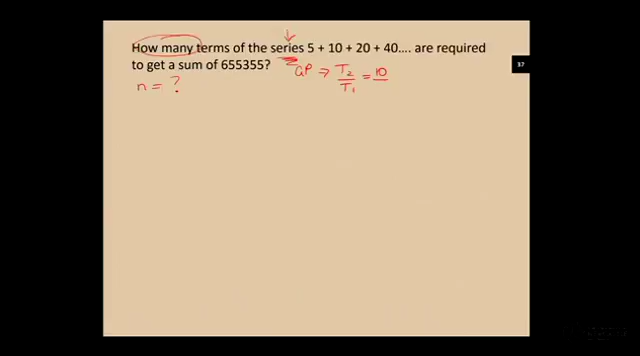 How many terms of the series 5 + 10 + 20 + 40.... are required
to get a sum of 655355?
GP → T2/T1 = 10
n = ?
37